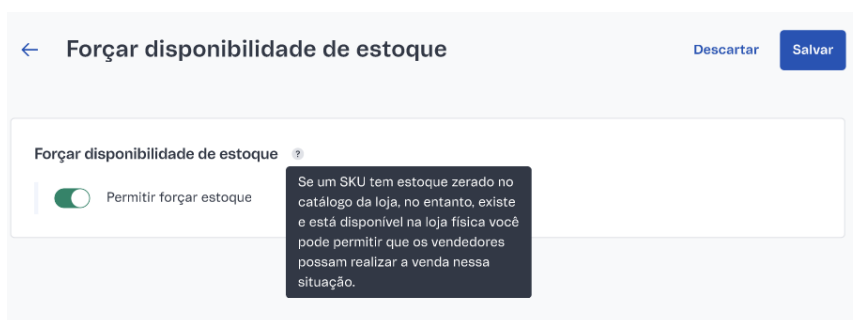 ← Forçar disponibilidade de estoque Descartar Salvar
Forçar disponibilidade de estoque ?
Permitir forçar estoque
Se um SKU tem estoque zerado no
catálogo da loja, no entanto, existe
e está disponível na loja física você
pode permitir que os vendedores
possam realizar a venda nessa
situação.